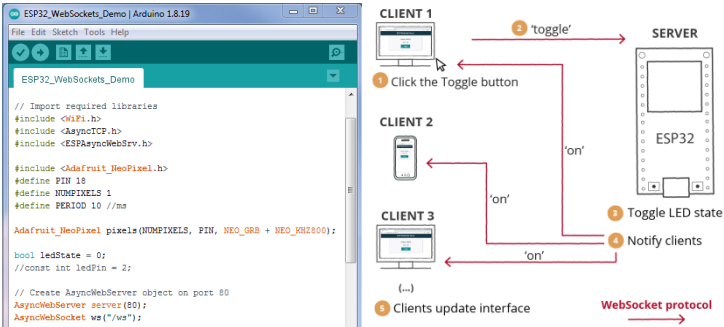 ESP32_WebSockets_Demo | Arduino 1.8.19
File Edit Sketch Tools Help
ESP32_WebSockets_Demo
// Import required libraries
#include <WiFi.h>
#include <AsyncTCP.h>
#include <ESPAsyncWebSrv.h>
#include <Adafruit_NeoPixel.h>
#define PIN 18
#define NUMPIXELS 1
#define PERIOD 10 //ms
Adafruit_NeoPixel pixels(NUMPIXELS, PIN, NEO_GRB + NEO_KHZ800);
bool ledState = 0;
//const int ledPin = 2;
// Create AsyncWebServer object on port 80
AsyncWebServer server(80);
AsyncWebSocket ws("/ws");
CLIENT 1
2 'toggle'
SERVER
1 Click the Toggle button
CLIENT 2
ESP32
'on'
'on'
CLIENT 3
3 Toggle LED state
4 Notify clients
'on'
(...)
5 Clients update interface
WebSocket protocol